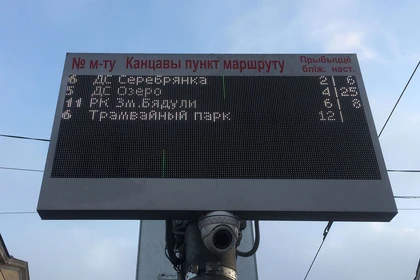 № м-ту Канцавы пункт маршруту Прыбыццё бліж. наст.
6 ДС Серебрянка 2 | 6
5 ДС Озеро 4 | 25
11 РК Зм.Бядули 6 | 8
6 Трамвайный парк 12 |